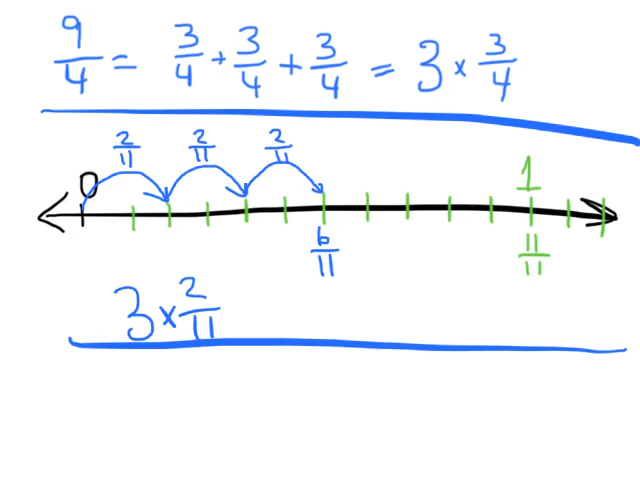 9/4 = 3/4 + 3/4 + 3/4 = 3 × 3/4
2/11 2/11 2/11
0 1
6/11 11/11
3 × 2/11